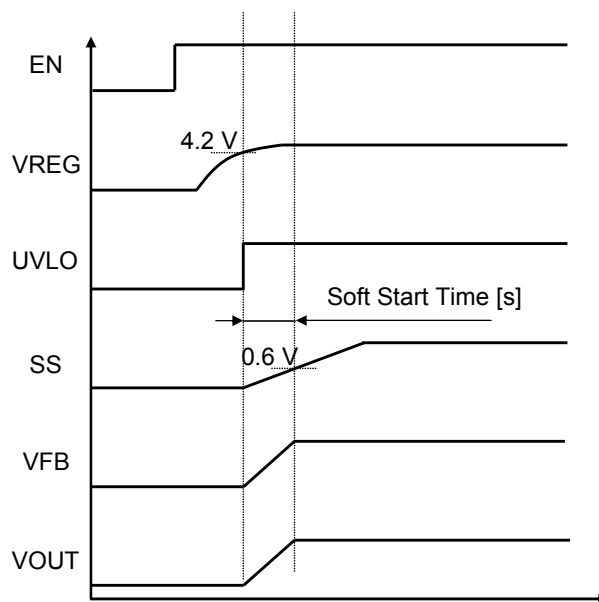 EN
4.2 V
VREG
UVLO
Soft Start Time [s]
0.6 V
SS
VFB
VOUT